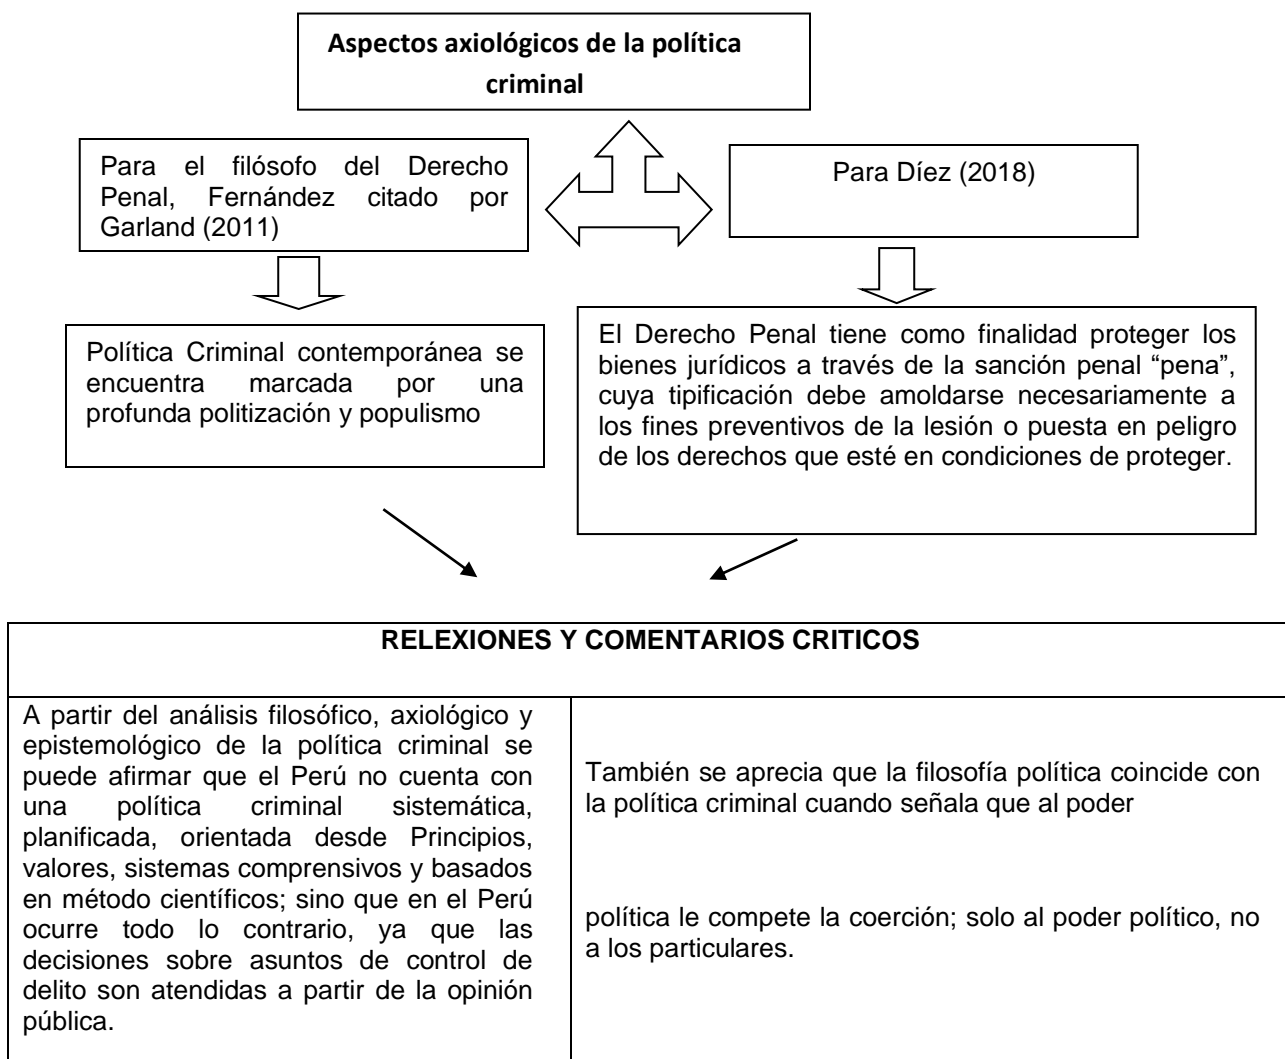 Aspectos axiológicos de la política
criminal
Para el filósofo del Derecho
Penal, Fernández citado por
Garland (2011)
Para Díez (2018)
Política Criminal contemporánea se
encuentra marcada por una
profunda politización y populismo
El Derecho Penal tiene como finalidad proteger los
bienes jurídicos a través de la sanción penal “pena”,
cuya tipificación debe amoldarse necesariamente a
los fines preventivos de la lesión o puesta en peligro
de los derechos que esté en condiciones de proteger.
RELEXIONES Y COMENTARIOS CRITICOS
A partir del análisis filosófico, axiológico y
epistemológico de la política criminal se
puede afirmar que el Perú no cuenta con
una política criminal sistemática,
planificada, orientada desde Principios,
valores, sistemas comprensivos y basados
en método científicos; sino que en el Perú
ocurre todo lo contrario, ya que las
decisiones sobre asuntos de control de
delito son atendidas a partir de la opinión
pública.
También se aprecia que la filosofía política coincide con
la política criminal cuando señala que al poder
política le compete la coerción; solo al poder político, no
a los particulares.